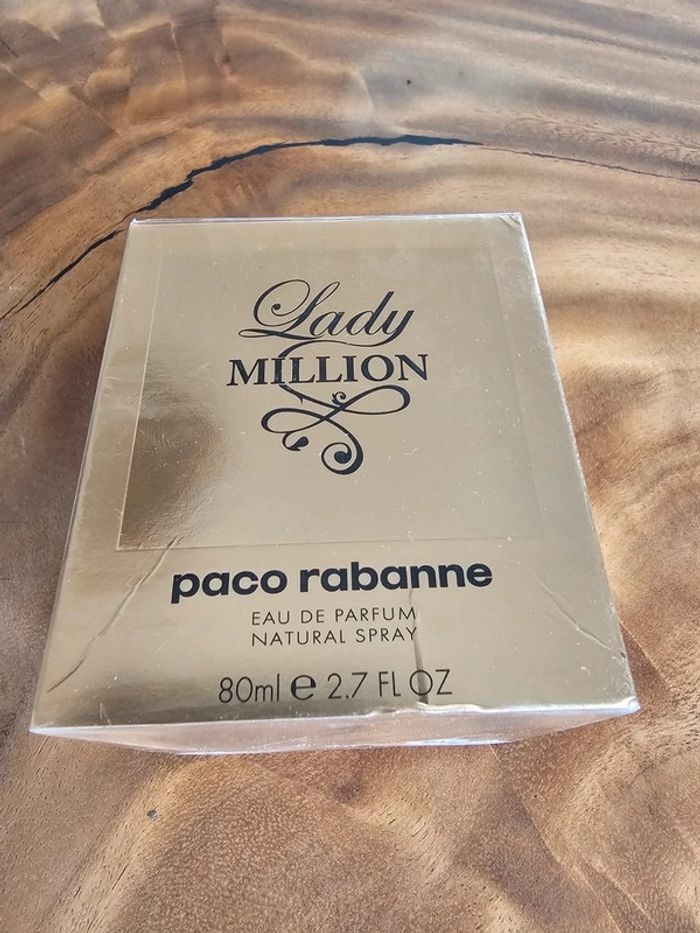 Lady
MILLION
paco rabanne
EAU DE PARFUM
NATURAL SPRAY
80ml e 2.7 FL OZ